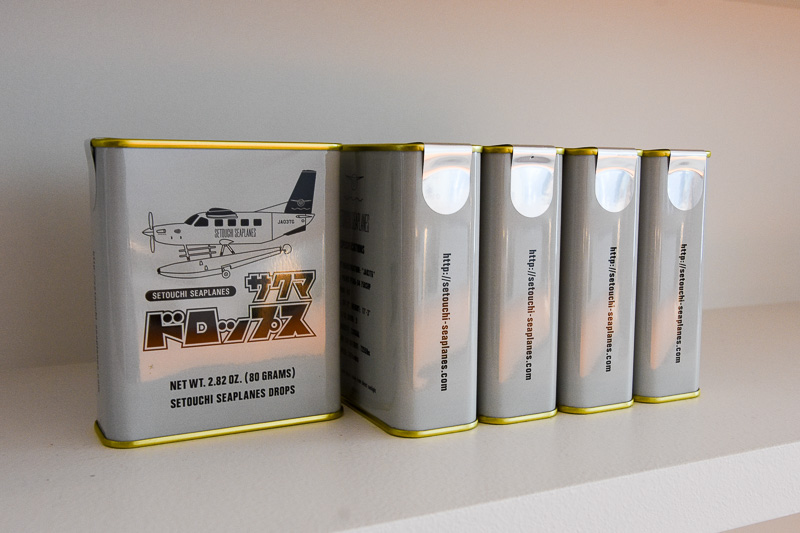 JA03TG
SETOUCHI SEAPLANES
SETOUCHI SEAPLANES
サクマ
ドロップス
NET WT. 2.82 OZ. (80 GRAMS)
SETOUCHI SEAPLANES DROPS
http://setouchi-seaplanes.com
http://setouchi-seaplanes.com
http://setouchi-seaplanes.com
http://setouchi-seaplanes.com